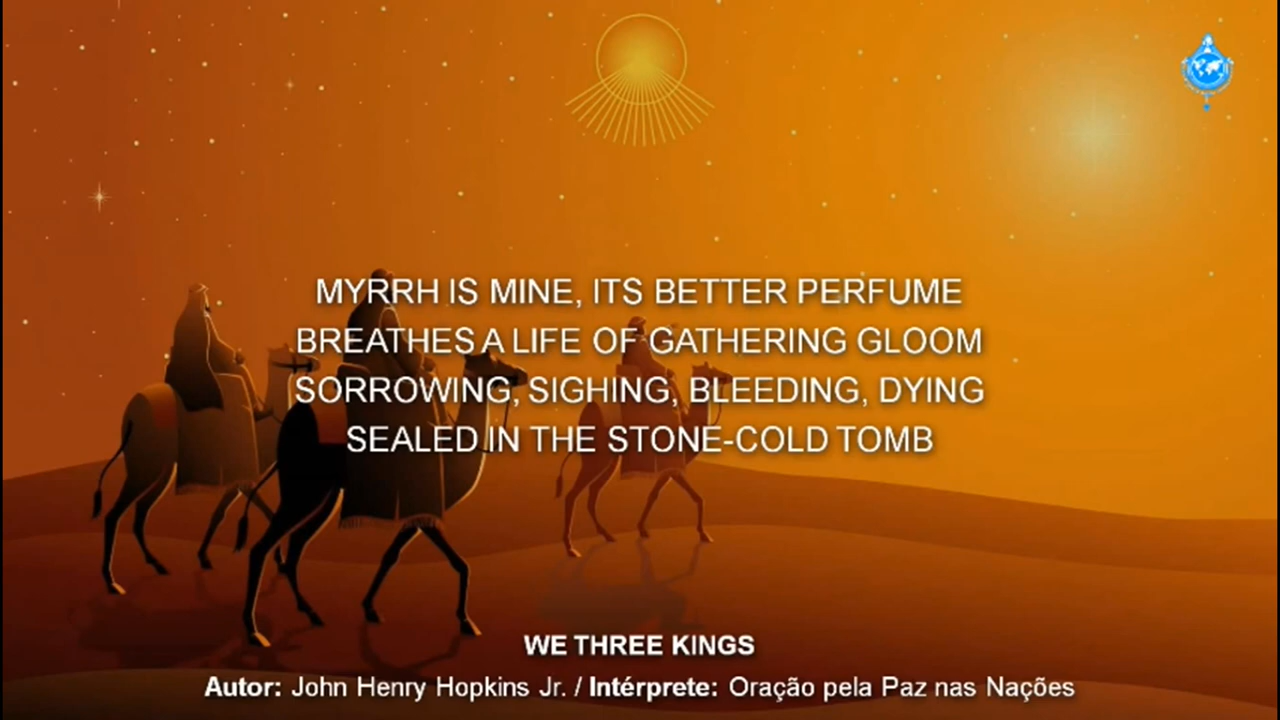 MYRRH IS MINE, ITS BETTER PERFUME
BREATHES A LIFE OF GATHERING GLOOM
SORROWING, SIGHING, BLEEDING, DYING
SEALED IN THE STONE-COLD TOMB
WE THREE KINGS
Autor: John Henry Hopkins Jr. / Intérprete: Oração pela Paz nas Nações